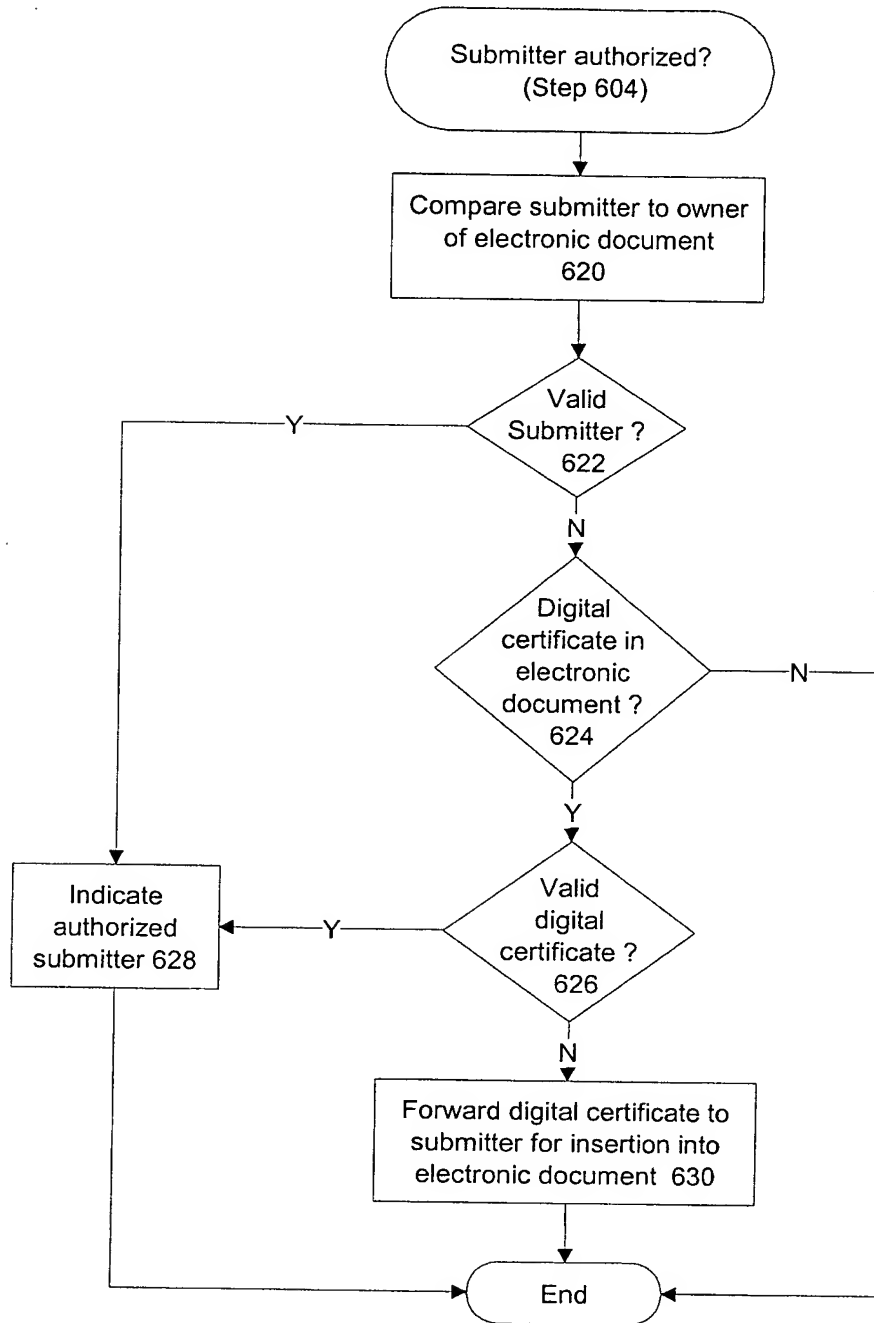 Submitter authorized?
(Step 604)
Compare submitter to owner
of electronic document
620
Valid
Submitter ?
622
Y
N
Digital
certificate in
electronic
document ?
624
N
Y
Indicate
authorized
submitter 628
Y
Valid
digital
certificate ?
626
N
Forward digital certificate to
submitter for insertion into
electronic document 630
End